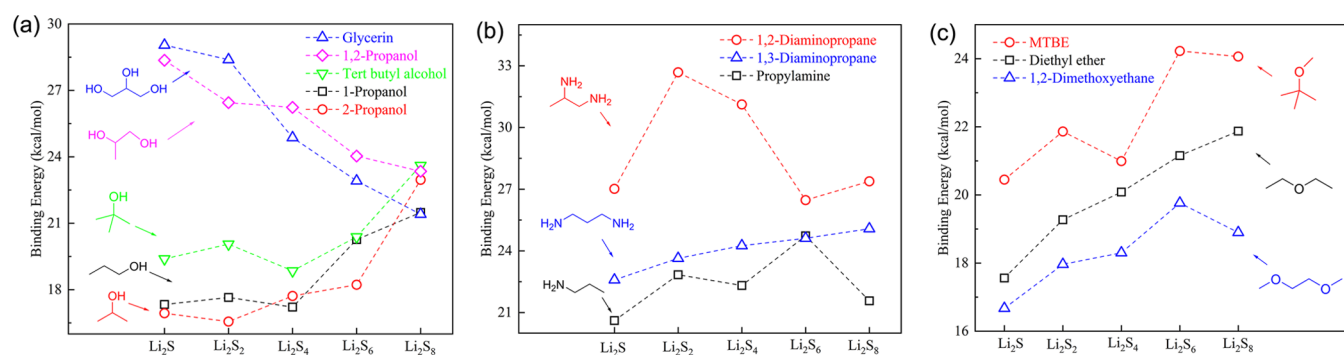 (a)
Binding Energy (kcal/mol)
30
27
24
21
18
Glycerin
1,2-Propanol
Tert butyl alcohol
1-Propanol
2-Propanol
OH
HO OH
HO
OH
OH
OH
OH
Li₂S Li₂S₂ Li₂S₄ Li₂S₆ Li₂S₈
(b)
Binding Energy (kcal/mol)
36
33
30
27
24
21
1,2-Diaminopropane
1,3-Diaminopropane
Propylamine
NH₂
NH₂
H₂N NH₂
H₂N
Li₂S Li₂S₂ Li₂S₄ Li₂S₆ Li₂S₈
(c)
Binding Energy (kcal/mol)
24
22
20
18
16
MTBE
Diethyl ether
1,2-Dimethoxyethane
O
O
O
O
Li₂S Li₂S₂ Li₂S₄ Li₂S₆ Li₂S₈